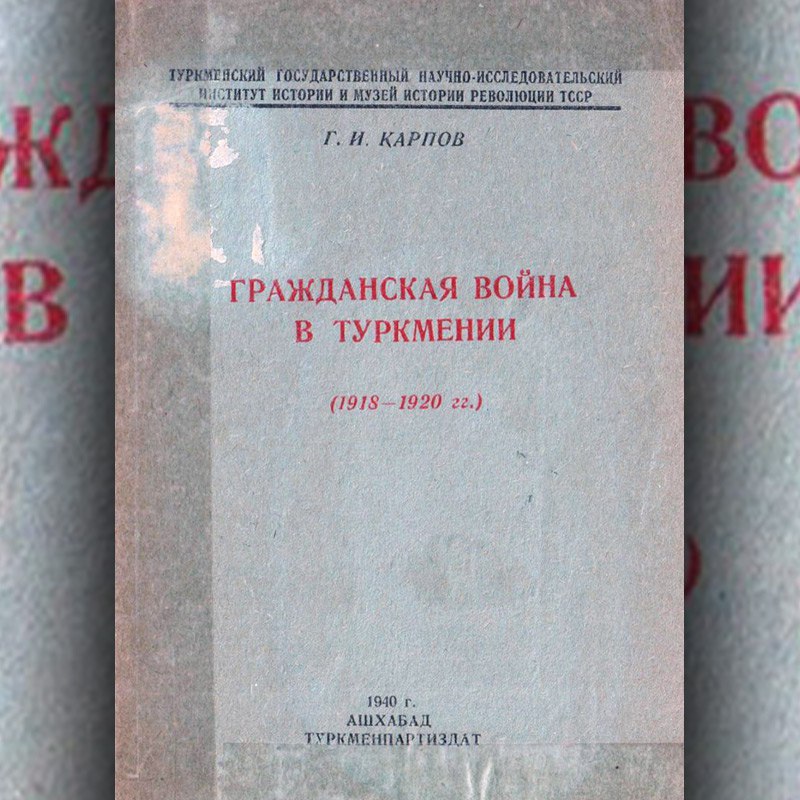 ТУРКМЕНСКИЙ ГОСУДАРСТВЕННЫЙ НАУЧНО-ИССЛЕДОВАТЕЛЬСКИЙ
ИНСТИТУТ ИСТОРИИ И МУЗЕЙ ИСТОРИИ РЕВОЛЮЦИИ ТССР
Г. И. КАРПОВ
ГРАЖДАНСКАЯ ВОЙНА
В ТУРКМЕНИИ
(1918—1920 гг.)
1940 г.
АШХАБАД
ТУРКМЕНПАРТИЗДАТ